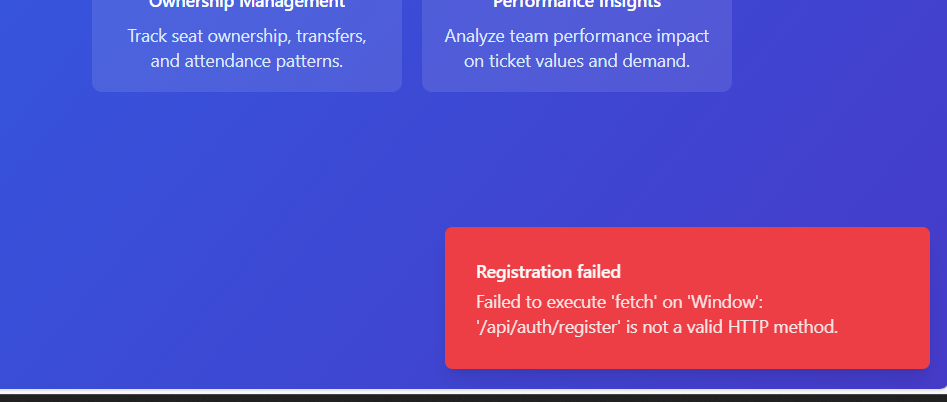 Ownership Management
Performance Insights
Track seat ownership, transfers,
and attendance patterns.
Analyze team performance impact
on ticket values and demand.
Registration failed
Failed to execute 'fetch' on 'Window':
'/api/auth/register' is not a valid HTTP method.